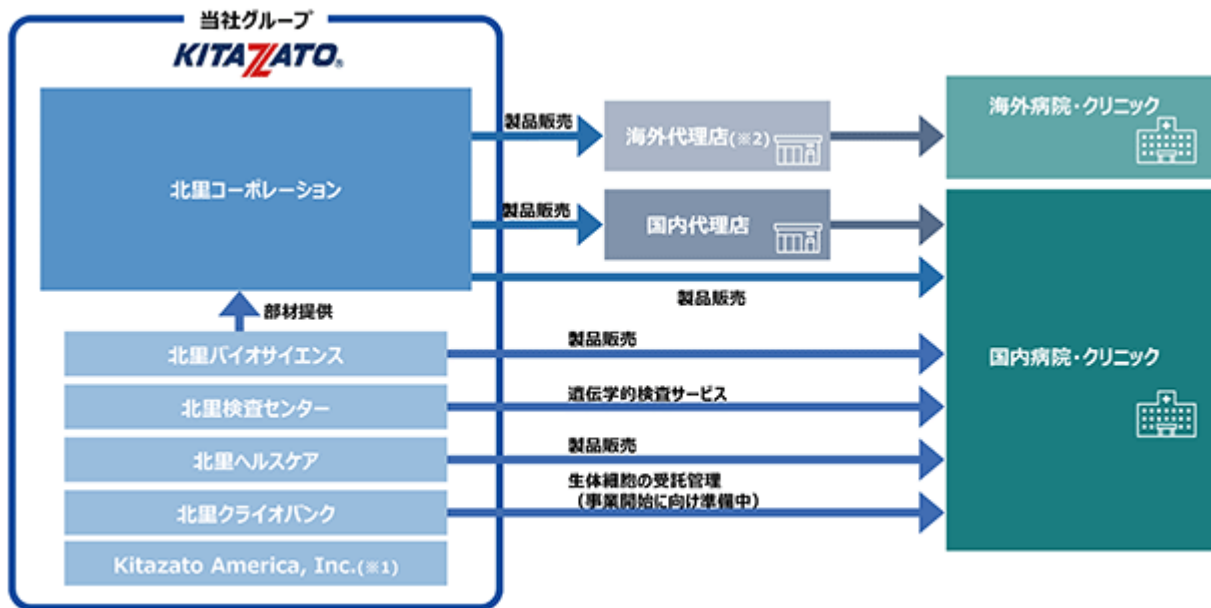 当社グループ
KITAZATO®
北里コーポレーション
製品販売
海外代理店(※2)
海外病院・クリニック
製品販売
国内代理店
製品販売
部材提供
北里バイオサイエンス
製品販売
国内病院・クリニック
北里検査センター
遺伝学的検査サービス
北里ヘルスケア
製品販売
北里クライオバンク
生体細胞の受託管理
(事業開始に向け準備中)
Kitazato America, Inc.(※1)